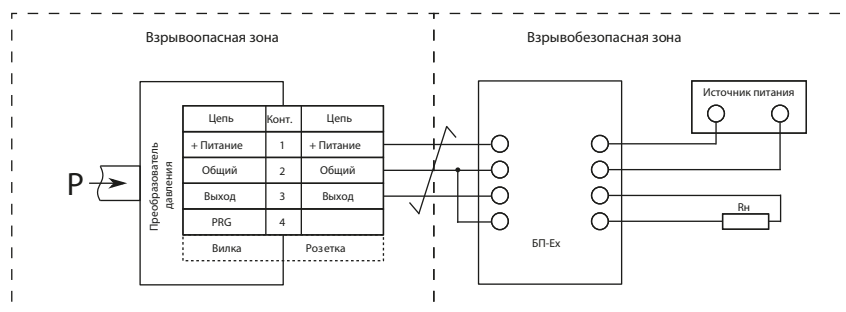 Взрывоопасная зона
Взрывобезопасная зона
Источник питания
Преобразователь
давления
Цепь Конт. Цепь
+ Питание 1 + Питание
Общий 2 Общий
Выход 3 Выход
PRG 4
Вилка Розетка
P
Rн
БП-Ex